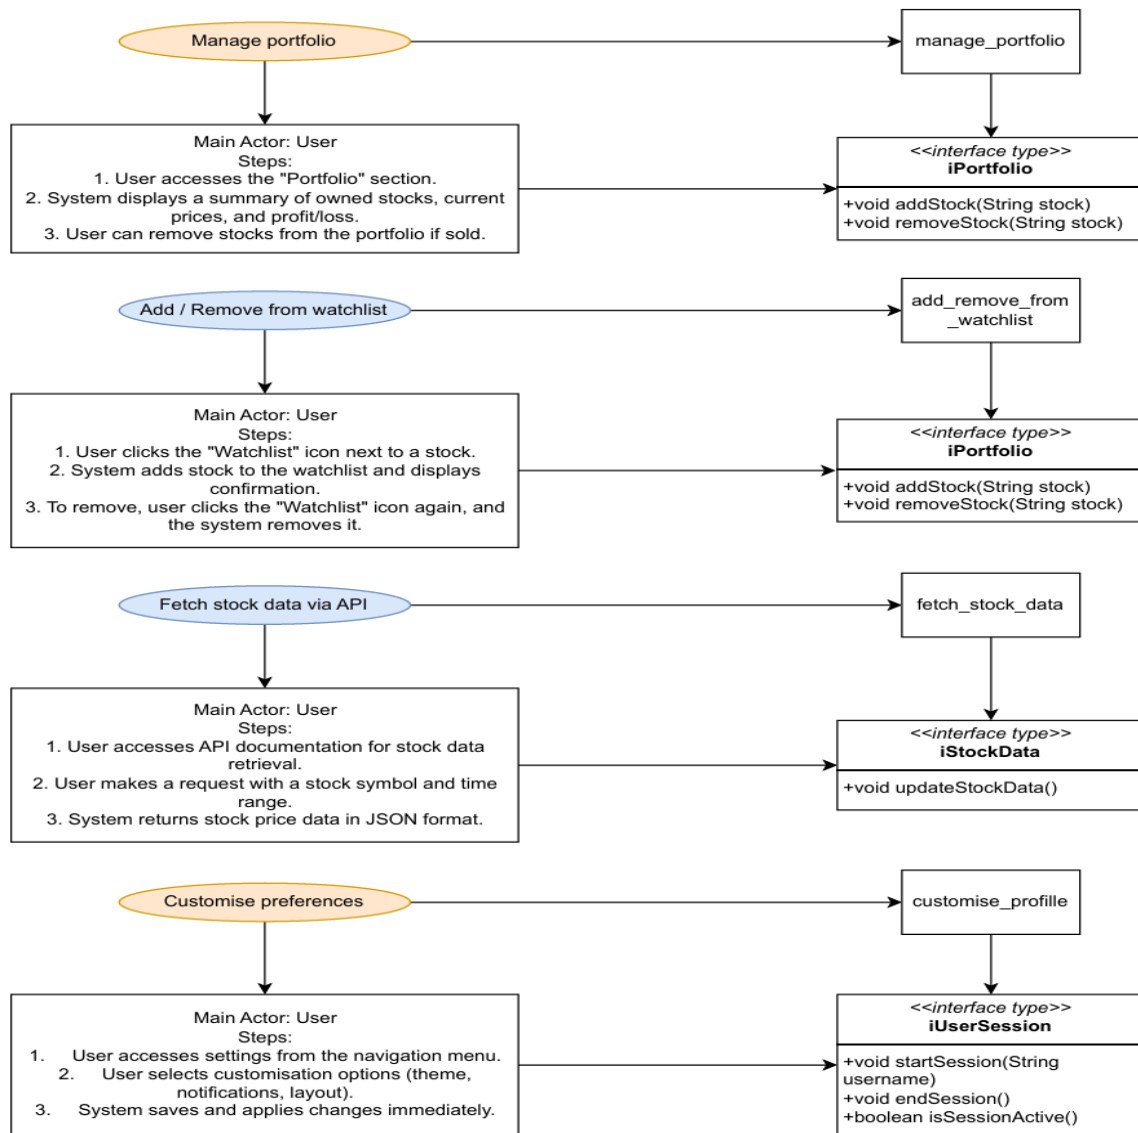 Manage portfolio
manage_portfolio
Main Actor: User
Steps:
1. User accesses the "Portfolio" section.
2. System displays a summary of owned stocks, current
prices, and profit/loss.
3. User can remove stocks from the portfolio if sold.
<<interface type>>
iPortfolio
+void addStock(String stock)
+void removeStock(String stock)
Add / Remove from watchlist
add_remove_from
_watchlist
Main Actor: User
Steps:
1. User clicks the "Watchlist" icon next to a stock.
2. System adds stock to the watchlist and displays
confirmation.
3. To remove, user clicks the "Watchlist" icon again, and
the system removes it.
<<interface type>>
iPortfolio
+void addStock(String stock)
+void removeStock(String stock)
Fetch stock data via API
fetch_stock_data
Main Actor: User
Steps:
1. User accesses API documentation for stock data
retrieval.
2. User makes a request with a stock symbol and time
range.
3. System returns stock price data in JSON format.
<<interface type>>
iStockData
+void updateStockData()
Customise preferences
customise_profille
Main Actor: User
Steps:
1. User accesses settings from the navigation menu.
2. User selects customisation options (theme,
notifications, layout).
3. System saves and applies changes immediately.
<<interface type>>
iUserSession
+void startSession(String
username)
+void endSession()
+boolean isSessionActive()